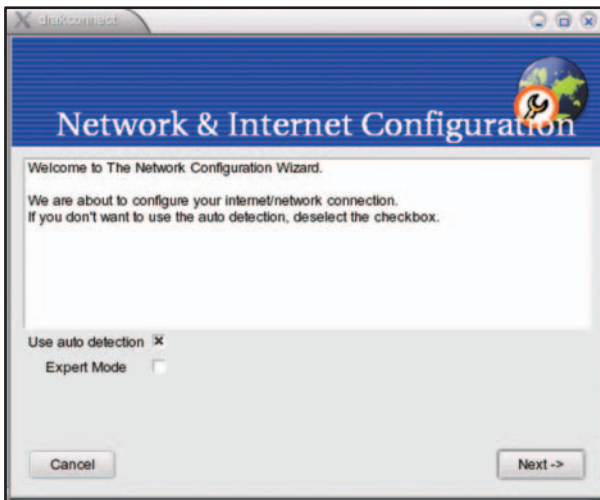 drakconnect
Network & Internet Configuration
Welcome to The Network Configuration Wizard.
We are about to configure your internet/network connection.
If you don't want to use the auto detection, deselect the checkbox.
Use auto detection
Expert Mode
Cancel
Next ->